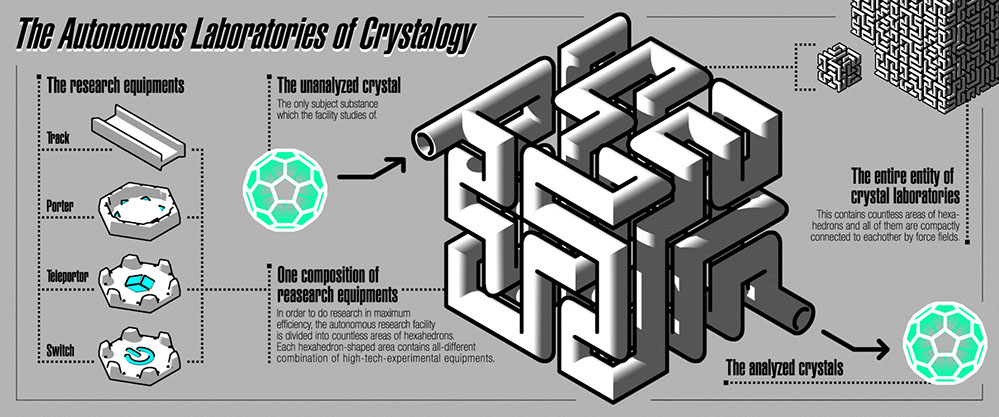 The Autonomous Laboratories of Crystalogy
The research equipments
Track
Porter
Teleportor
Switch
The unanalyzed crystal
The only subject substance
which the facility studies of.
One composition of
reasearch equipments
In order to do research in maximum
efficiency, the autonomous research facility
is divided into countless areas of hexahedrons.
Each hexahedron-shaped area contains all-different
combination of high-tech-experimental equipments.
The entire entity of
crystal laboratories
This contains countless areas of hexa-
hedrons and all of them are compactly
connected to eachother by force fields.
The analyzed crystals